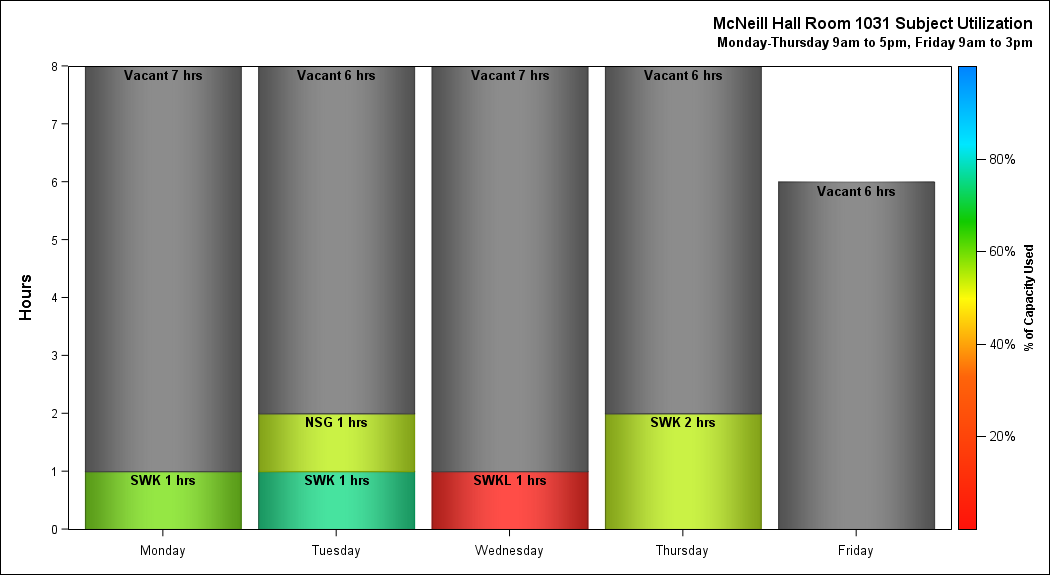 McNeill Hall Room 1031 Subject Utilization
Monday-Thursday 9am to 5pm, Friday 9am to 3pm
8
7
6
5
4
3
2
1
0
Hours
Vacant 7 hrs
SWK 1 hrs
Vacant 6 hrs
NSG 1 hrs
SWK 1 hrs
Vacant 7 hrs
SWKL 1 hrs
Vacant 6 hrs
SWK 2 hrs
Vacant 6 hrs
Monday
Tuesday
Wednesday
Thursday
Friday
80%
60%
40%
20%
% of Capacity Used